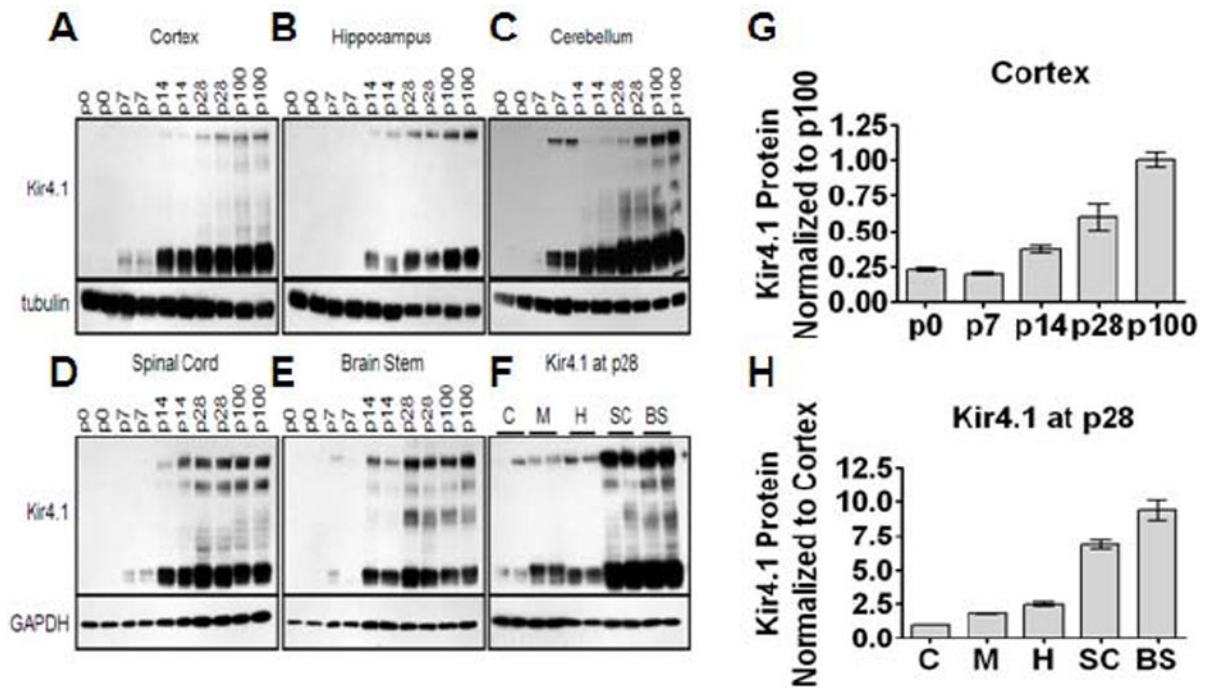 A
Cortex
p0 p0 p7 p7 p14 p14 p28 p28 p100 p100
Kir4.1
tubulin
B
Hippocampus
p0 p0 p7 p7 p14 p14 p28 p28 p100 p100
C
Cerebellum
p0 p0 p7 p7 p14 p14 p28 p28 p100 p100
D
Spinal Cord
p0 p0 p7 p7 p14 p14 p28 p28 p100 p100
Kir4.1
GAPDH
E
Brain Stem
p0 p0 p7 p7 p14 p14 p28 p28 p100 p100
F
Kir4.1 at p28
C M H SC BS
G
Cortex
Kir4.1 Protein
Normalized to p100
1.25
1.00
0.75
0.50
0.25
0.00
p0 p7 p14 p28 p100
H
Kir4.1 at p28
Kir4.1 Protein
Normalized to Cortex
12.5
10.0
7.5
5.0
2.5
0.0
C M H SC BS